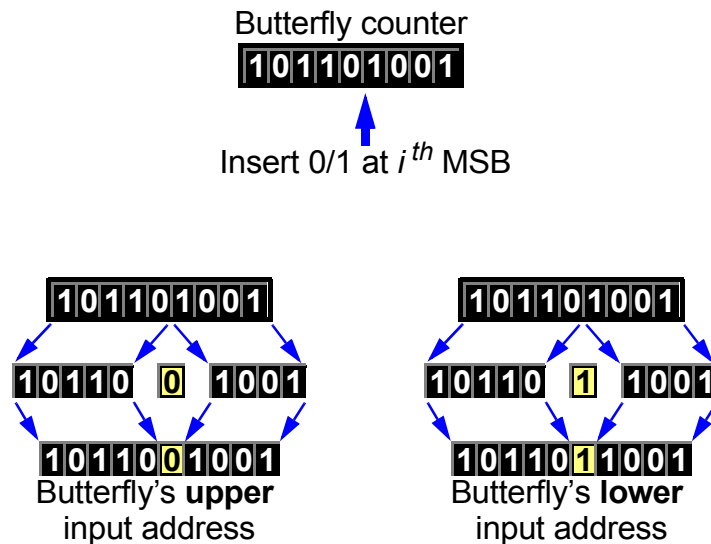 Butterfly counter
101101001
Insert 0/1 at i th MSB
101101001
101101001
10110 0 1001
10110 1 1001
1011001001
1011011001
Butterfly's upper
input address
Butterfly's lower
input address